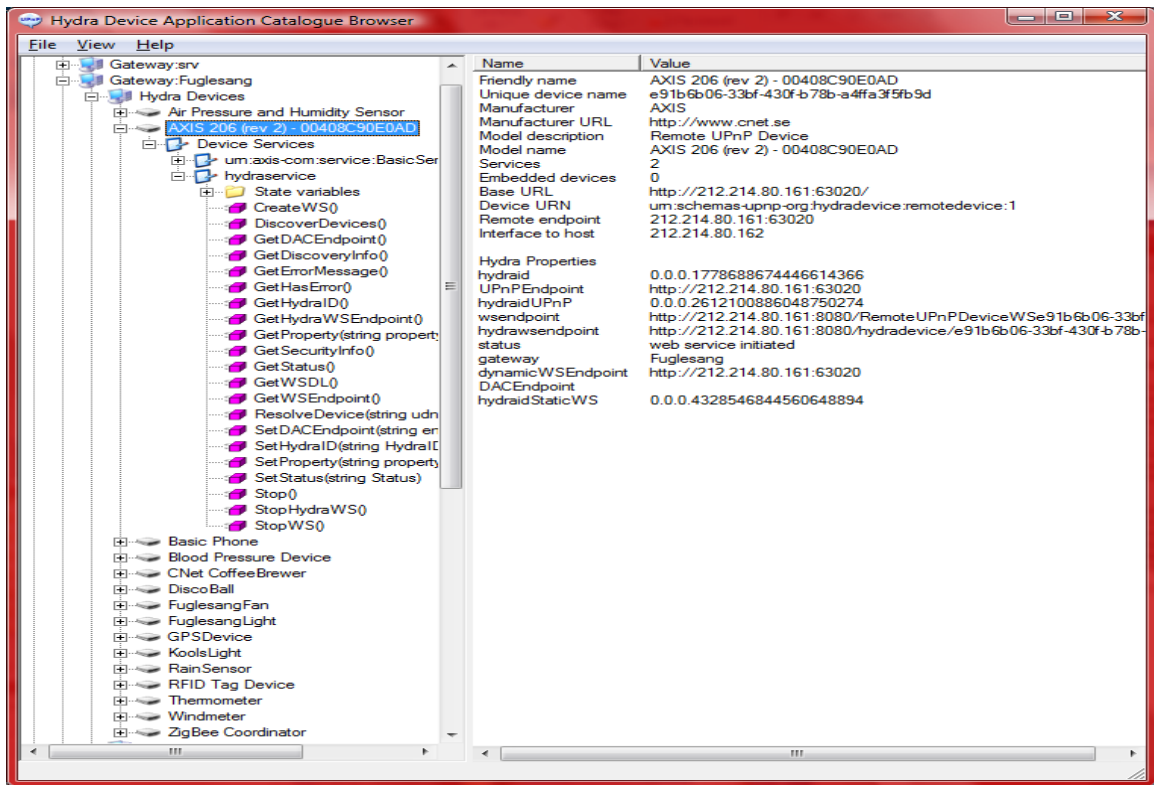 Hydra Device Application Catalogue Browser
File View Help
Gateway:srv
Gateway:Fuglesang
Hydra Devices
Air Pressure and Humidity Sensor
AXIS 206 (rev 2) - 00408C90E0AD
Device Services
urn:axis-com:service:BasicSer
hydraservice
State variables
CreateWS()
DiscoverDevices()
GetDACEndpoint()
GetDiscoveryInfo()
GetErrorMessage()
GetHasError()
GetHydraID()
GetHydraWSEndpoint()
GetProperty(string property
GetSecurityInfo()
GetStatus()
GetWSDL()
GetWSEndpoint()
ResolveDevice(string udn
SetDACEndpoint(string en
SetHydraID(string HydraID
SetProperty(string property
SetStatus(string Status)
Stop()
StopHydraWS()
StopWS()
Basic Phone
Blood Pressure Device
CNet CoffeeBrewer
DiscoBall
FuglesangFan
FuglesangLight
GPSDevice
KoolsLight
RainSensor
RFID Tag Device
Thermometer
Windmeter
ZigBee Coordinator
Name Value
Friendly name AXIS 206 (rev 2) - 00408C90E0AD
Unique device name e91b6b06-33bf-430f-b78b-a4ffa3f5fb9d
Manufacturer AXIS
Manufacturer URL http://www.cnet.se
Model description Remote UPnP Device
Model name AXIS 206 (rev 2) - 00408C90E0AD
Services 2
Embedded devices 0
Base URL http://212.214.80.161:63020/
Device URN urn:schemas-upnp-org:hydradevice:remotedevice:1
Remote endpoint 212.214.80.161:63020
Interface to host 212.214.80.162
Hydra Properties
hydraid 0.0.0.1778688674446614366
UPnPEndpoint http://212.214.80.161:63020
hydraidUPnP 0.0.0.2612100886048750274
wsendpoint http://212.214.80.161:8080/RemoteUPnPDeviceWSe91b6b06-33bf
hydrawsendpoint http://212.214.80.161:8080/hydradevice/e91b6b06-33bf-430f-b78b-
status web service initiated
gateway Fuglesang
dynamicWSEndpoint http://212.214.80.161:63020
DACEndpoint
hydraidStaticWS 0.0.0.4328546844560648894